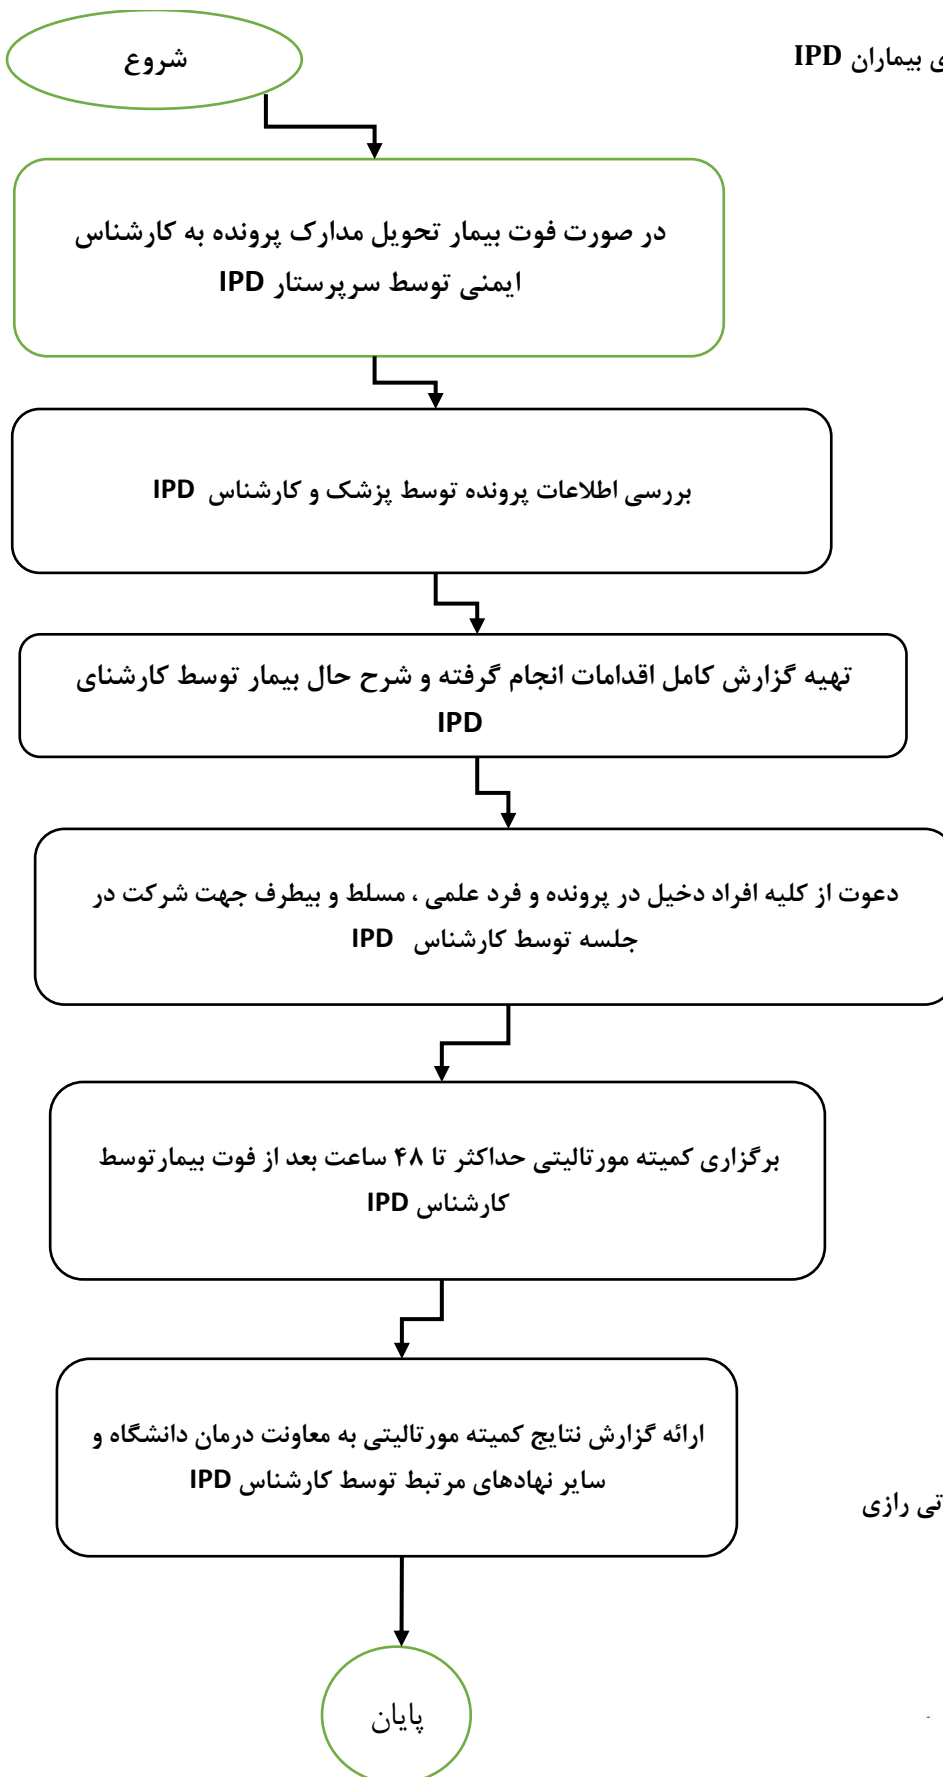 ی بیماران IPD
شروع
در صورت فوت بیمار تحویل مدارک پرونده به کارشناس
ایمنی توسط سرپرستار IPD
بررسی اطلاعات پرونده توسط پزشک و کارشناس IPD
تهیه گزارش کامل اقدامات انجام گرفته و شرح حال بیمار توسط کارشنای
IPD
دعوت از کلیه افراد دخیل در پرونده و فرد علمی ، مسلط و بیطرف جهت شرکت در
جلسه توسط کارشناس IPD
برگزاری کمیته مورتالیتی حداکثر تا ۴۸ ساعت بعد از فوت بیمارتوسط
کارشناس IPD
ارائه گزارش نتایج کمیته مورتالیتی به معاونت درمان دانشگاه و
سایر نهادهای مرتبط توسط کارشناس IPD
اتی رازی
پایان